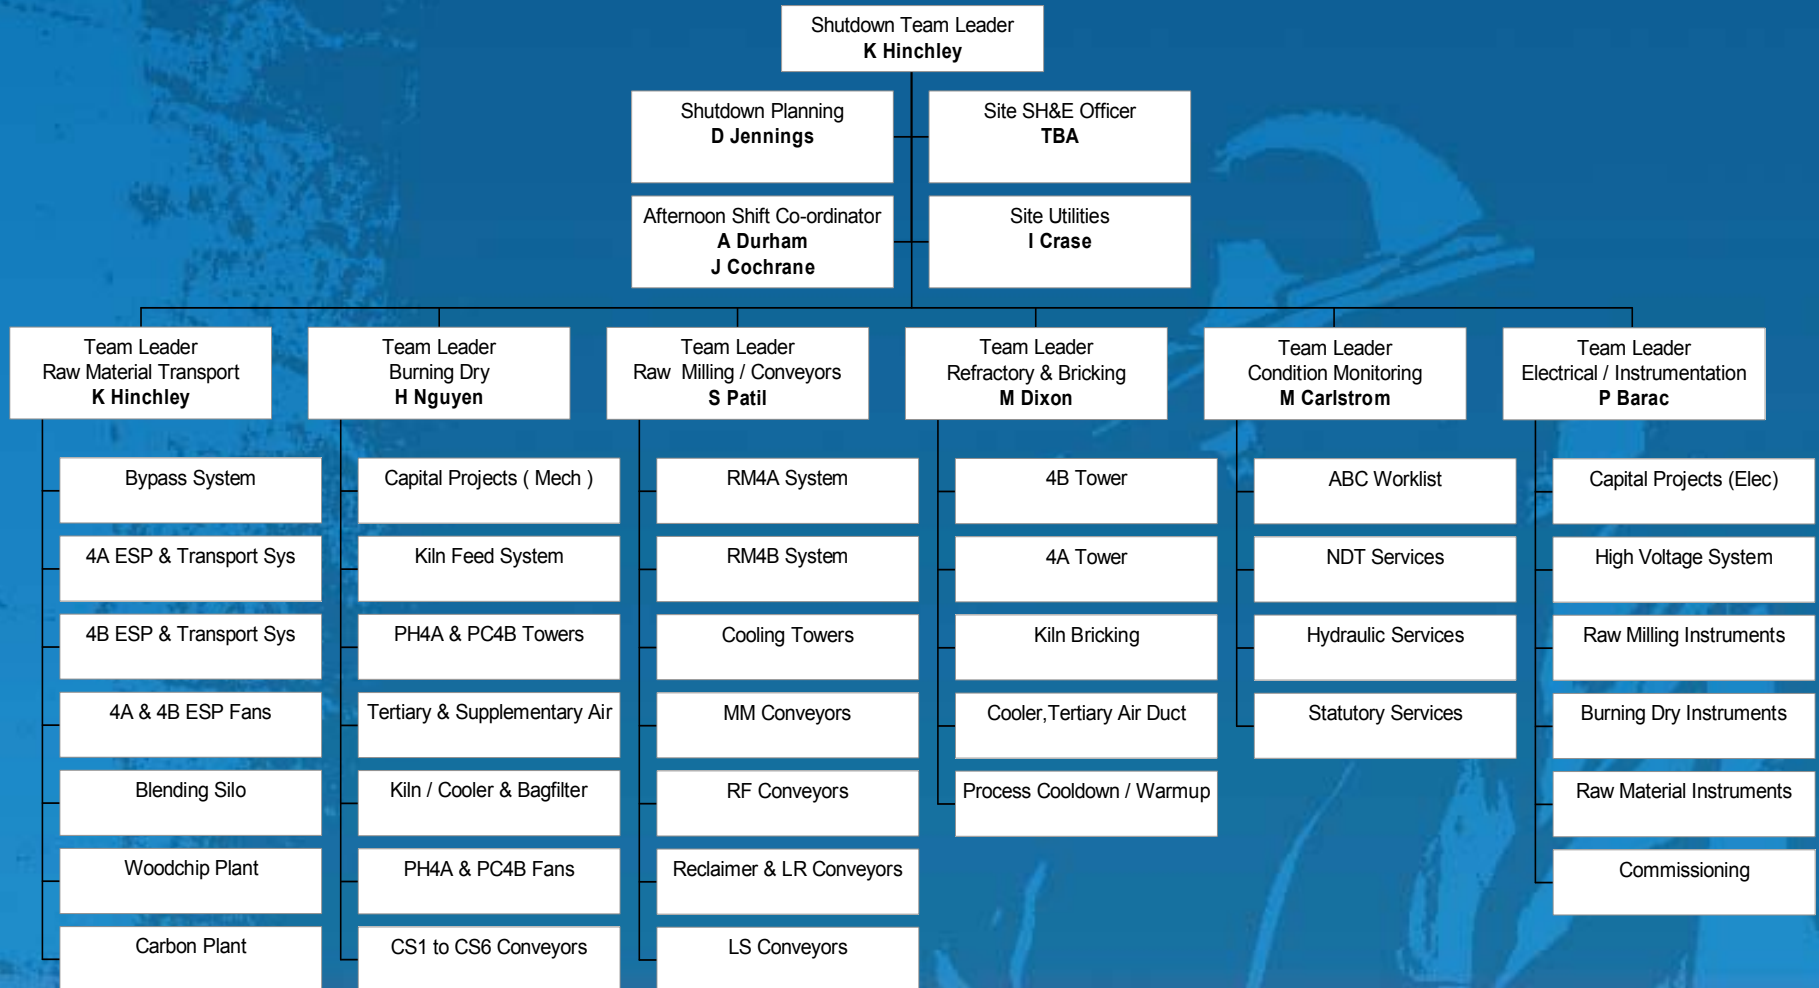 Shutdown Team Leader
K Hinchley
Shutdown Planning
D Jennings
Site SH&E Officer
TBA
Afternoon Shift Co-ordinator
A Durham
J Cochrane
Site Utilities
I Crase
Team Leader
Raw Material Transport
K Hinchley
Bypass System
4A ESP & Transport Sys
4B ESP & Transport Sys
4A & 4B ESP Fans
Blending Silo
Woodchip Plant
Carbon Plant
Team Leader
Burning Dry
H Nguyen
Capital Projects ( Mech )
Kiln Feed System
PH4A & PC4B Towers
Tertiary & Supplementary Air
Kiln / Cooler & Bagfilter
PH4A & PC4B Fans
CS1 to CS6 Conveyors
Team Leader
Raw Milling / Conveyors
S Patil
RM4A System
RM4B System
Cooling Towers
MM Conveyors
RF Conveyors
Reclaimer & LR Conveyors
LS Conveyors
Team Leader
Refractory & Bricking
M Dixon
4B Tower
4A Tower
Kiln Bricking
Cooler,Tertiary Air Duct
Process Cooldown / Warmup
Team Leader
Condition Monitoring
M Carlstrom
ABC Worklist
NDT Services
Hydraulic Services
Statutory Services
Team Leader
Electrical / Instrumentation
P Barac
Capital Projects (Elec)
High Voltage System
Raw Milling Instruments
Burning Dry Instruments
Raw Material Instruments
Commissioning